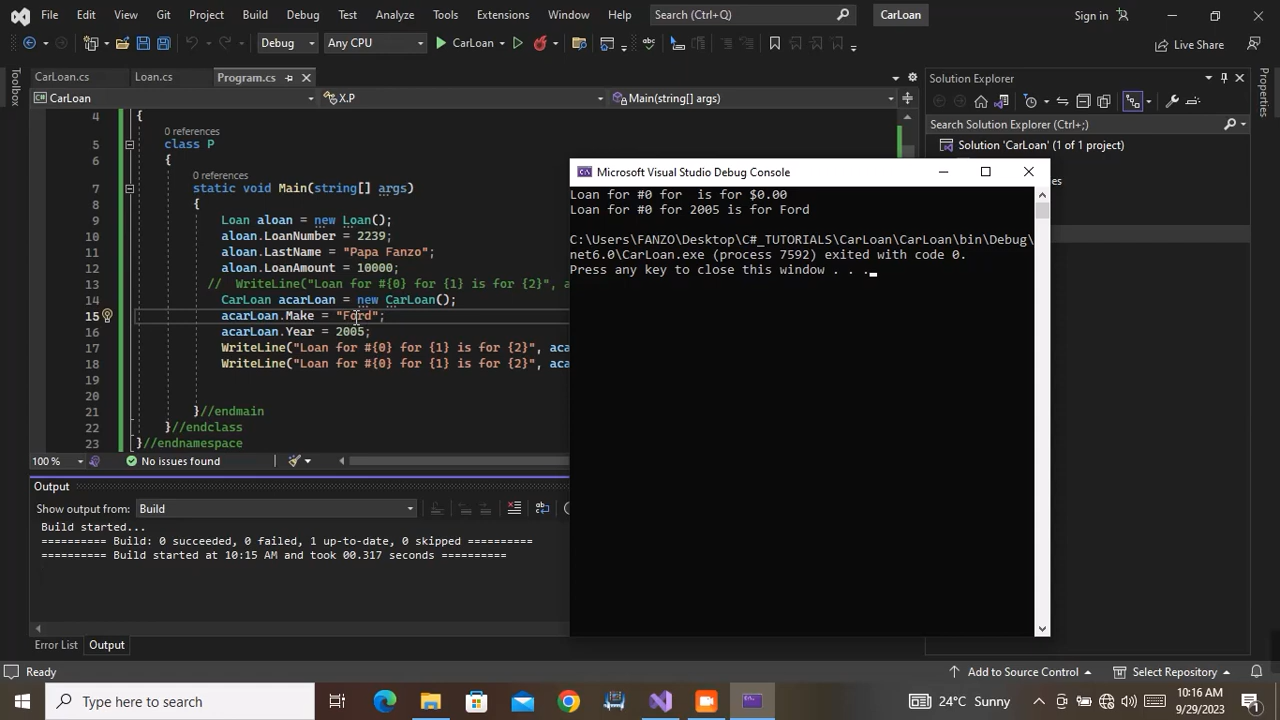 File Edit View Git Project Build Debug Test Analyze Tools Extensions Window Help Search (Ctrl+Q) CarLoan Sign in
Debug Any CPU CarLoan Live Share
CarLoan.cs Loan.cs Program.cs
CarLoan X.P Main(string[] args)
Toolbox
Properties
4 {
0 references
5 class P
6 {
0 references
7 static void Main(string[] args)
8 {
9 Loan aloan = new Loan();
10 aloan.LoanNumber = 2239;
11 aloan.LastName = "Papa Fanzo";
12 aloan.LoanAmount = 10000;
13 // WriteLine("Loan for #{0} for {1} is for {2}", a
14 CarLoan acarLoan = new CarLoan();
15 acarLoan.Make = "Ford";
16 acarLoan.Year = 2005;
17 WriteLine("Loan for #{0} for {1} is for {2}", aca
18 WriteLine("Loan for #{0} for {1} is for {2}", aca
19
20
21 }//endmain
22 }//endclass
23 }//endnamespace
100 % No issues found
Solution Explorer
Search Solution Explorer (Ctrl+;)
Solution 'CarLoan' (1 of 1 project)
es
Microsoft Visual Studio Debug Console
Loan for #0 for  is for $0.00
Loan for #0 for 2005 is for Ford
C:\Users\FANZO\Desktop\C#_TUTORIALS\CarLoan\CarLoan\bin\Debug\
net6.0\CarLoan.exe (process 7592) exited with code 0.
Press any key to close this window . . .
Output
Show output from: Build
Build started...
========== Build: 0 succeeded, 0 failed, 1 up-to-date, 0 skipped ==========
========== Build started at 10:15 AM and took 00.317 seconds ==========
Error List Output
Ready Add to Source Control Select Repository
Type here to search 24°C Sunny 10:16 AM
9/29/2023